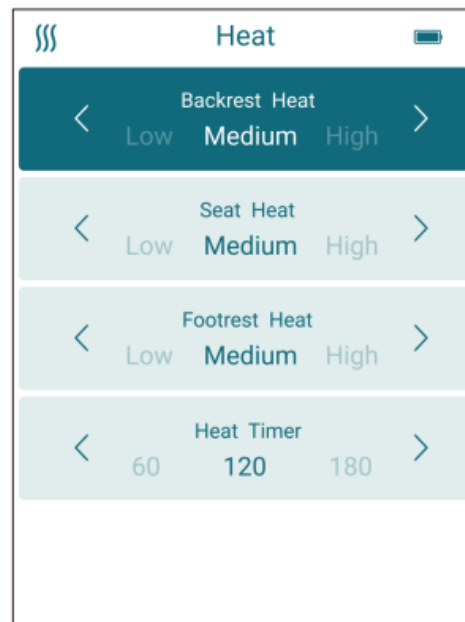 Heat
Backrest Heat
Low Medium High
Seat Heat
Low Medium High
Footrest Heat
Low Medium High
Heat Timer
60 120 180